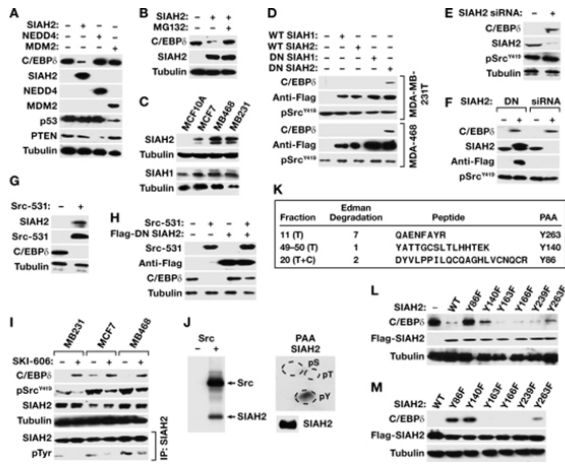 A
SIAH2: - + - -
NEDD4: - - + -
MDM2: - - - +
C/EBPδ
SIAH2
NEDD4
MDM2
p53
PTEN
Tubulin
B
SIAH2: - + +
MG132: - - +
C/EBPδ
SIAH2
Tubulin
C
MCF10A
MCF7
MB468
MB231
SIAH2
Tubulin
SIAH1
Tubulin
D
WT SIAH1: - + - - -
WT SIAH2: - - + - -
DN SIAH1: - - - + -
DN SIAH2: - - - - +
C/EBPδ
Anti-Flag
pSrcY419
MDA-MB-231T
C/EBPδ
Anti-Flag
pSrcY419
MDA-468
E
SIAH2 siRNA: - +
C/EBPδ
SIAH2
pSrcY419
Tubulin
F
SIAH2: DN siRNA
- + - +
C/EBPδ
SIAH2
Anti-Flag
pSrcY419
G
Src-531: - +
SIAH2
Src-531
C/EBPδ
Tubulin
H
Src-531: - + - +
Flag-DN SIAH2: - - + +
Src-531
Anti-Flag
C/EBPδ
Tubulin
K
Fraction Edman Degradation Peptide PAA
11 (T) 7 QAENFAYR Y263
49–50 (T) 1 YATTGCSLTLHHTEK Y140
20 (T+C) 2 DYVLPPILQCQAGHLVCNQCR Y86
I
MB231 MCF7 MB468
SKI-606: - + - + - +
C/EBPδ
pSrcY419
SIAH2
Tubulin
SIAH2
pTyr
IP: SIAH2
J
Src
- +
Src
SIAH2
PAA
SIAH2
pS
pT
pY
SIAH2
L
SIAH2: - WT Y86F Y140F Y163F Y166F Y239F Y263F
C/EBPδ
Flag-SIAH2
Tubulin
M
SIAH2: WT Y86F Y140F Y163F Y166F Y239F Y263F
C/EBPδ
Flag-SIAH2
Tubulin